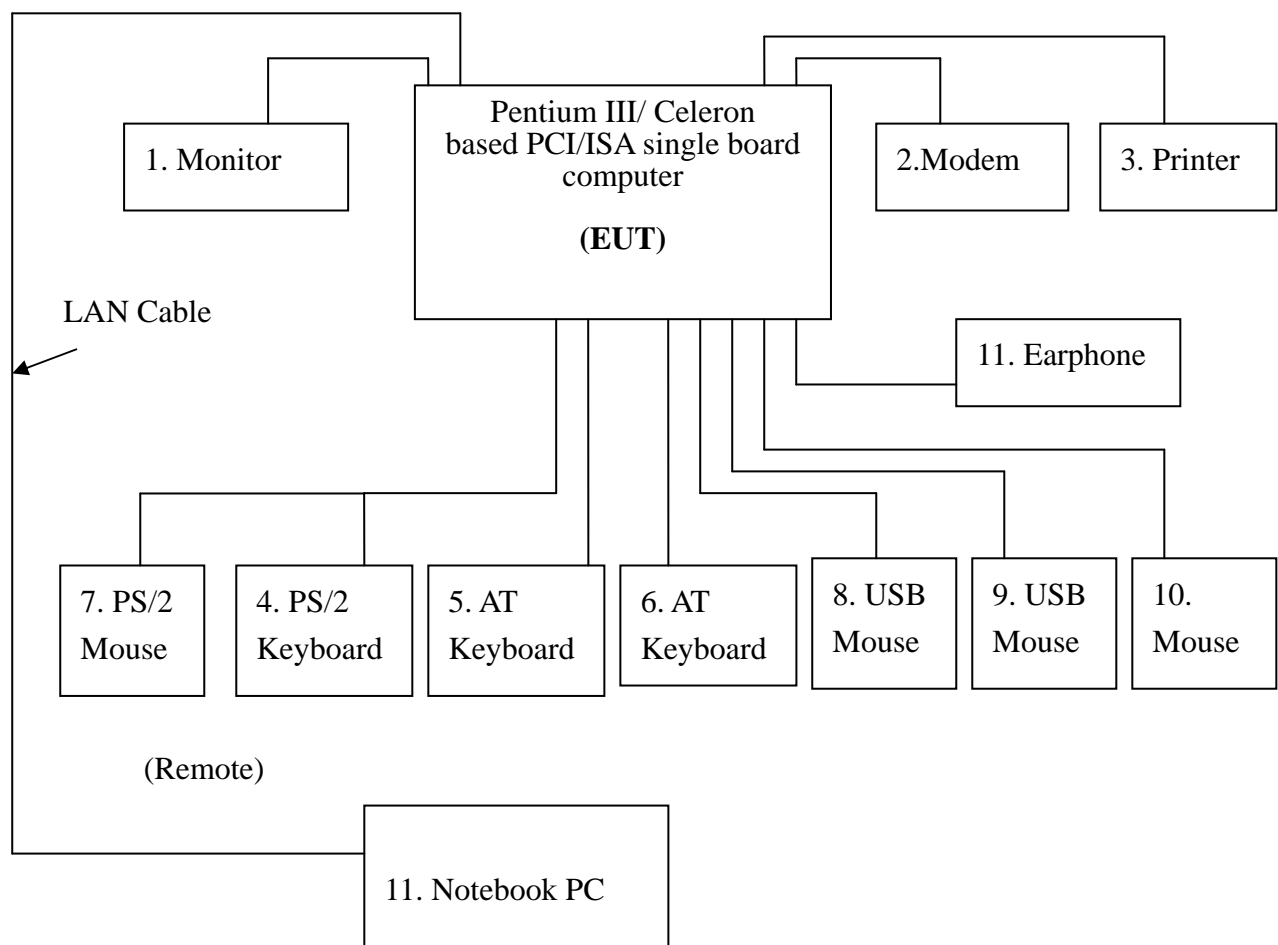 Pentium III/ Celeron
based PCI/ISA single board
computer
(EUT)
1. Monitor
2.Modem
3. Printer
LAN Cable
11. Earphone
7. PS/2
Mouse
4. PS/2
Keyboard
5. AT
Keyboard
6. AT
Keyboard
8. USB
Mouse
9. USB
Mouse
10.
Mouse
(Remote)
11. Notebook PC